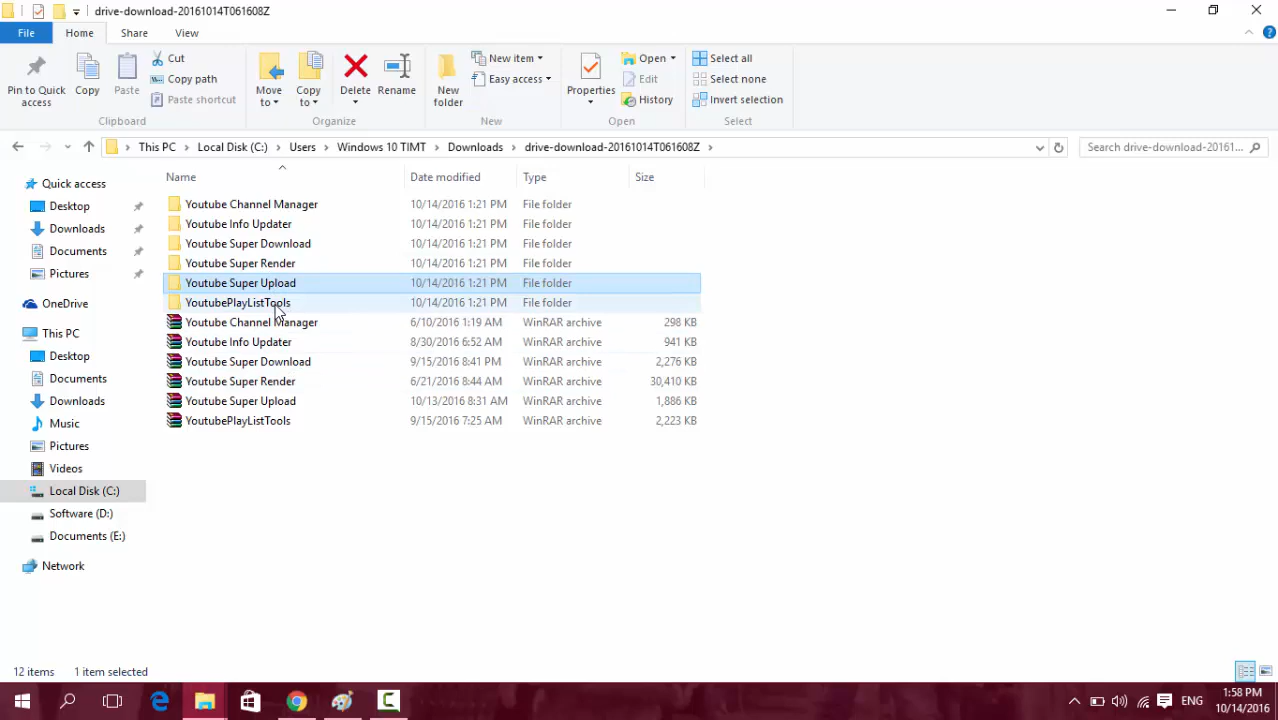 drive-download-20161014T061608Z
File Home Share View
Pin to Quick access
Copy
Paste
Cut
Copy path
Paste shortcut
Clipboard
Move to
Copy to
Delete
Rename
Organize
New folder
New item
Easy access
New
Properties
Open
Edit
History
Open
Select all
Select none
Invert selection
Select
This PC Local Disk (C:) Users Windows 10 TIMT Downloads drive-download-20161014T061608Z
Search drive-download-20161...
Quick access
Desktop
Downloads
Documents
Pictures
OneDrive
This PC
Desktop
Documents
Downloads
Music
Pictures
Videos
Local Disk (C:)
Software (D:)
Documents (E:)
Network
Name Date modified Type Size
Youtube Channel Manager 10/14/2016 1:21 PM File folder
Youtube Info Updater 10/14/2016 1:21 PM File folder
Youtube Super Download 10/14/2016 1:21 PM File folder
Youtube Super Render 10/14/2016 1:21 PM File folder
Youtube Super Upload 10/14/2016 1:21 PM File folder
YoutubePlayListTools 10/14/2016 1:21 PM File folder
Youtube Channel Manager 6/10/2016 1:19 AM WinRAR archive 298 KB
Youtube Info Updater 8/30/2016 6:52 AM WinRAR archive 941 KB
Youtube Super Download 9/15/2016 8:41 PM WinRAR archive 2,276 KB
Youtube Super Render 6/21/2016 8:44 AM WinRAR archive 30,410 KB
Youtube Super Upload 10/13/2016 8:31 AM WinRAR archive 1,886 KB
YoutubePlayListTools 9/15/2016 7:25 AM WinRAR archive 2,223 KB
12 items 1 item selected
ENG
1:58 PM
10/14/2016